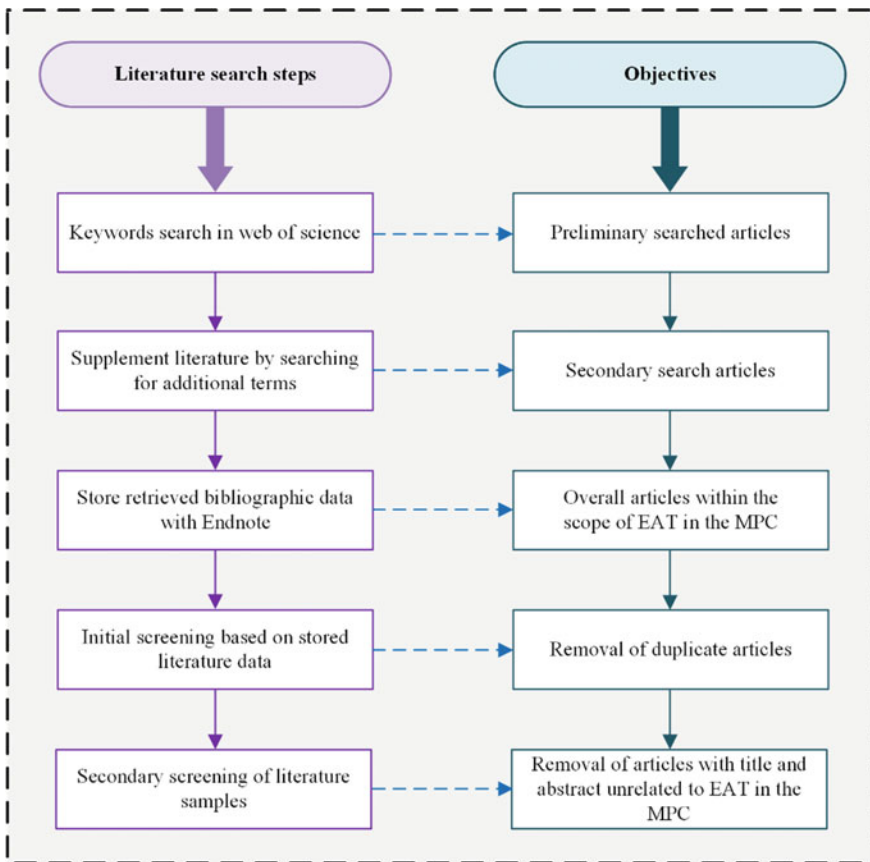 Literature search steps
Objectives
Keywords search in web of science
Preliminary searched articles
Supplement literature by searching
for additional terms
Secondary search articles
Store retrieved bibliographic data
with Endnote
Overall articles within the
scope of EAT in the MPC
Initial screening based on stored
literature data
Removal of duplicate articles
Secondary screening of literature
samples
Removal of articles with title and
abstract unrelated to EAT in the
MPC